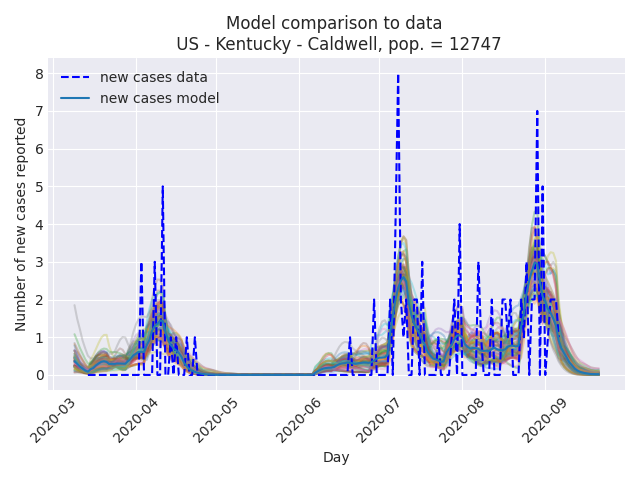 Model comparison to data
US - Kentucky - Caldwell, pop. = 12747
new cases data
new cases model
Number of new cases reported
8
7
6
5
4
3
2
1
0
2020-03
2020-04
2020-05
2020-06
2020-07
2020-08
2020-09
Day